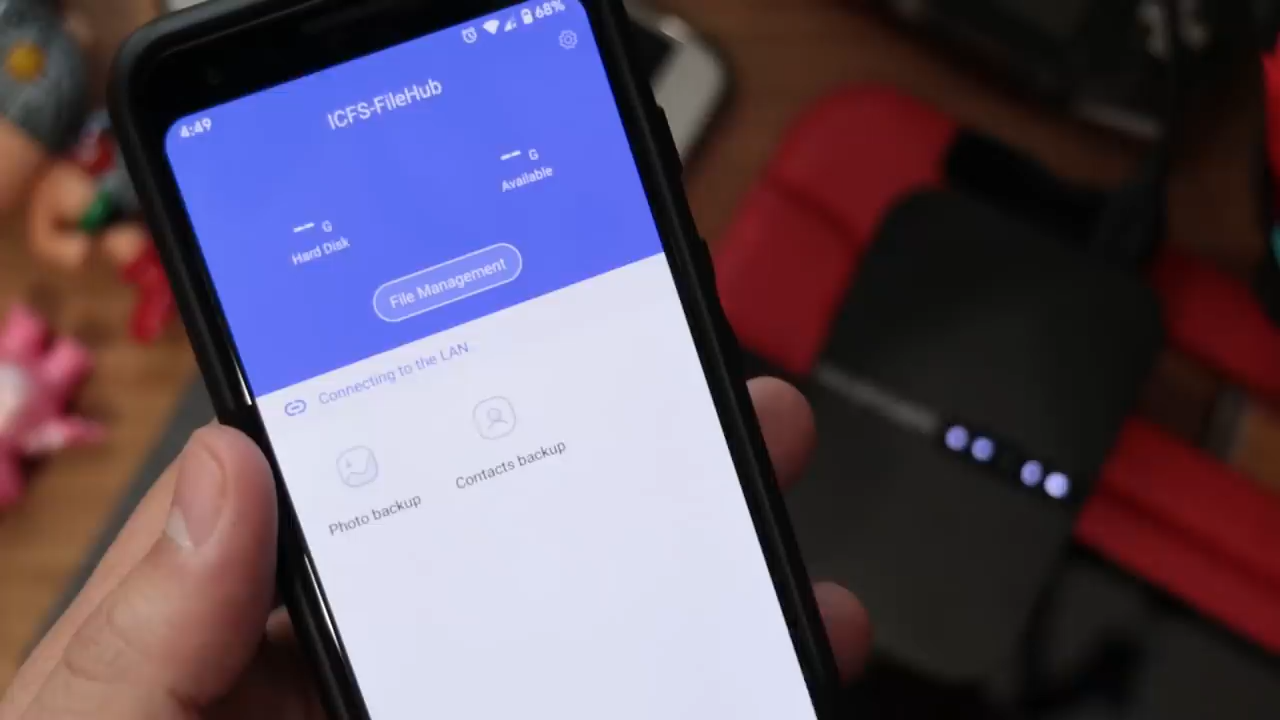 4:49
68%
ICFS-FileHub
-- G
Available
-- G
Hard Disk
File Management
Connecting to the LAN
Photo backup
Contacts backup